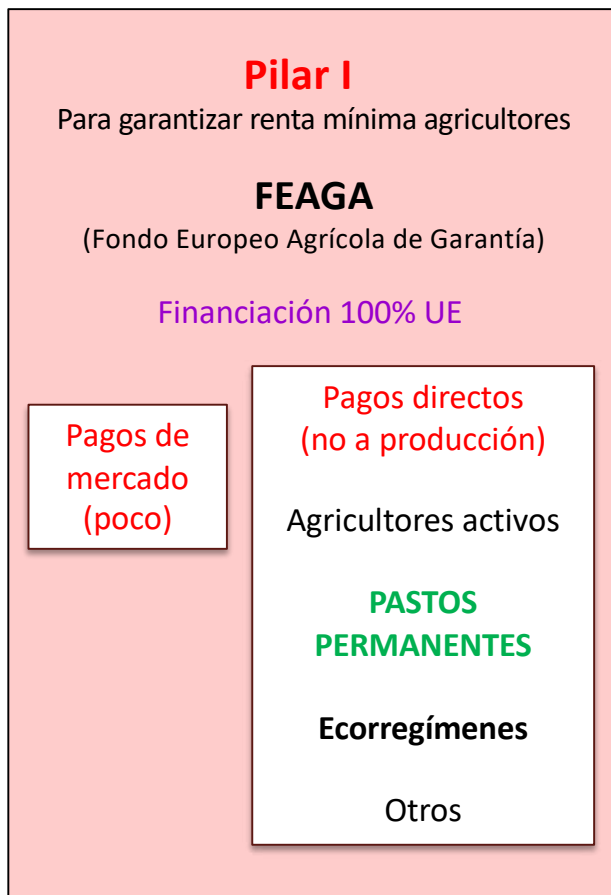 Pilar I
Para garantizar renta mínima agricultores
FEAGA
(Fondo Europeo Agrícola de Garantía)
Financiación 100% UE
Pagos de
mercado
(poco)
Pagos directos
(no a producción)
Agricultores activos
PASTOS
PERMANENTES
Ecorregímenes
Otros